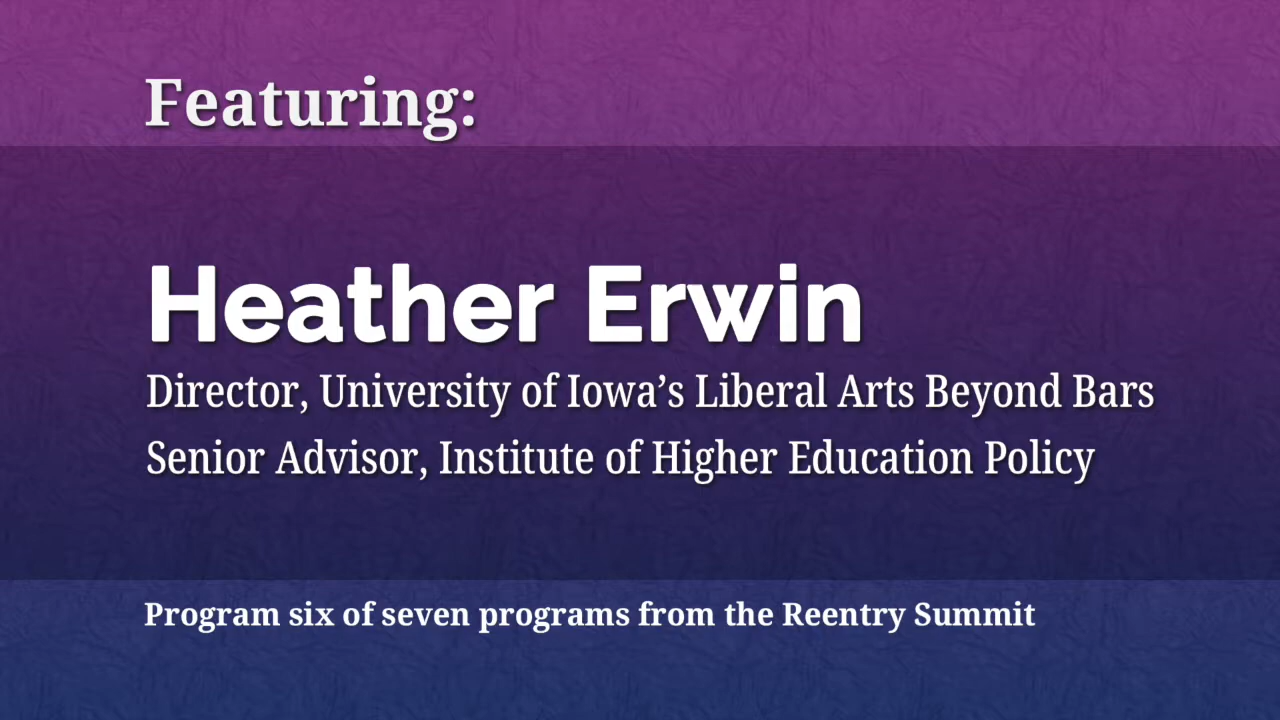 Featuring:
Heather Erwin
Director, University of Iowa’s Liberal Arts Beyond Bars
Senior Advisor, Institute of Higher Education Policy
Program six of seven programs from the Reentry Summit